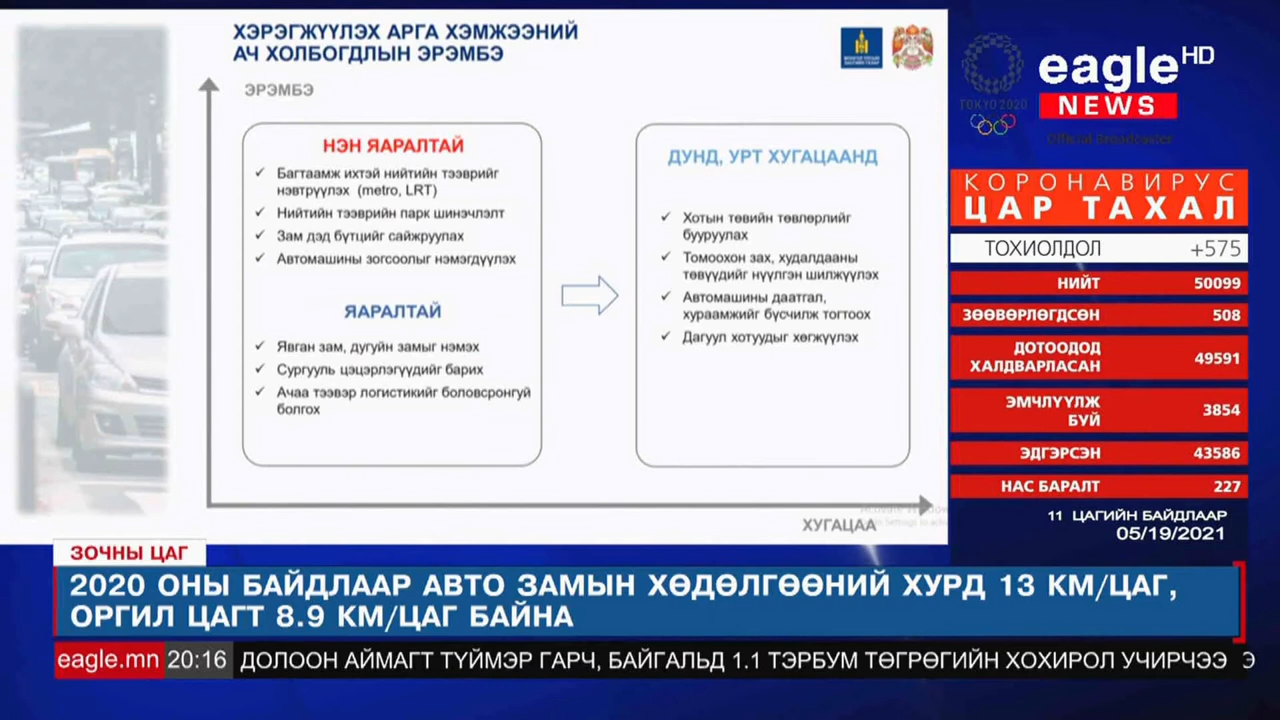 ХЭРЭГЖҮҮЛЭХ АРГА ХЭМЖЭЭНИЙ
АЧ ХОЛБОГДЛЫН ЭРЭМБЭ
ЭРЭМБЭ
НЭН ЯАРАЛТАЙ
✓ Багтаамж ихтэй нийтийн тээврийг
нэвтрүүлэх (metro, LRT)
✓ Нийтийн тээврийн парк шинэчлэлт
✓ Зам дэд бүтцийг сайжруулах
✓ Автомашины зогсоолыг нэмэгдүүлэх
ЯАРАЛТАЙ
✓ Явган зам, дугуйн замыг нэмэх
✓ Сургууль цэцэрлэгүүдийг барих
✓ Ачаа тээвэр логистикийг боловсронгуй
болгох
ДУНД, УРТ ХУГАЦААНД
✓ Хотын төвийн төвлөрлийг
бууруулах
✓ Томоохон зах, худалдааны
төвүүдийг нүүлгэн шилжүүлэх
✓ Автомашины даатгал,
хураамжийг бүсчилж тогтоох
✓ Дагуул хотуудыг хөгжүүлэх
ХУГАЦАА
TOKYO 2020
eagle HD
NEWS
Official Broadcaster
КОРОНАВИРУС
ЦАР ТАХАЛ
ТОХИОЛДОЛ +575
НИЙТ 50099
ЗӨӨВӨРЛӨГДСӨН 508
ДОТООДОД
ХАЛДВАРЛАСАН 49591
ЭМЧЛҮҮЛЖ
БУЙ 3854
ЭДГЭРСЭН 43586
НАС БАРАЛТ 227
11 ЦАГИЙН БАЙДЛААР
05/19/2021
ЗОЧНЫ ЦАГ
2020 ОНЫ БАЙДЛААР АВТО ЗАМЫН ХӨДӨЛГӨӨНИЙ ХУРД 13 КМ/ЦАГ,
ОРГИЛ ЦАГТ 8.9 КМ/ЦАГ БАЙНА
eagle.mn 20:16 ДОЛООН АЙМАГТ ТҮЙМЭР ГАРЧ, БАЙГАЛЬД 1.1 ТЭРБУМ ТӨГРӨГИЙН ХОХИРОЛ УЧИРЧЭЭ Э